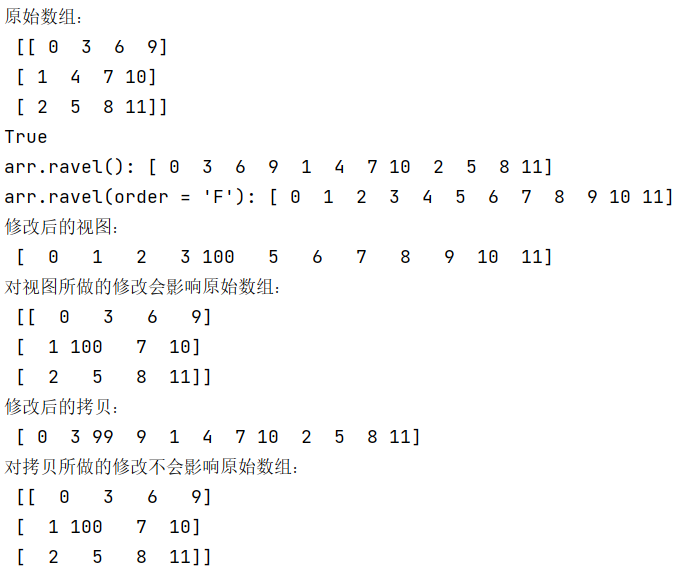 原始数组：
 [[ 0  3  6  9]
 [ 1  4  7 10]
 [ 2  5  8 11]]
True
arr.ravel(): [ 0  3  6  9  1  4  7 10  2  5  8 11]
arr.ravel(order = 'F'): [ 0  1  2  3  4  5  6  7  8  9 10 11]
修改后的视图：
 [  0   1   2   3 100   5   6   7   8   9  10  11]
对视图所做的修改会影响原始数组：
 [[  0   3   6   9]
 [  1 100   7  10]
 [  2   5   8  11]]
修改后的拷贝：
 [ 0  3 99  9  1  4  7 10  2  5  8 11]
对拷贝所做的修改不会影响原始数组：
 [[  0   3   6   9]
 [  1 100   7  10]
 [  2   5   8  11]]